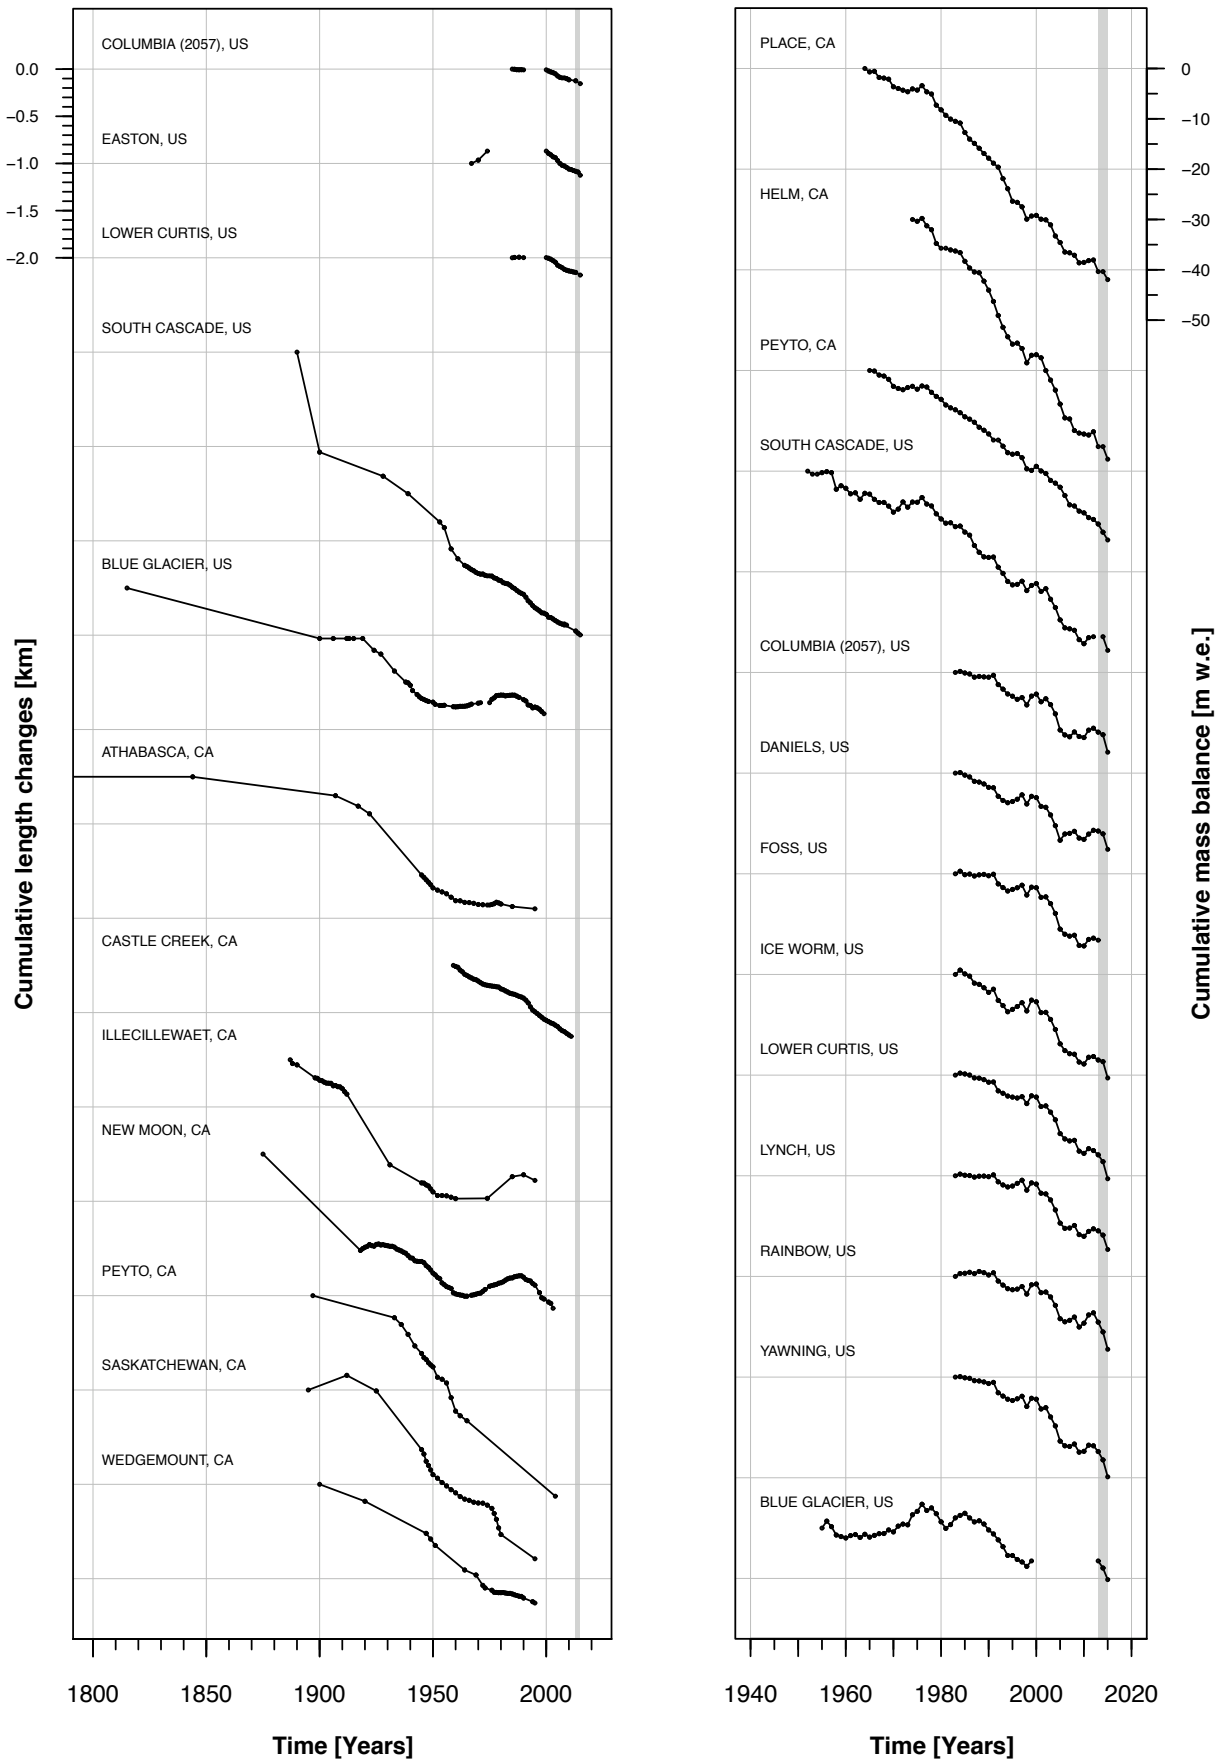 COLUMBIA (2057), US
0.0
−0.5
EASTON, US
−1.0
−1.5
LOWER CURTIS, US
−2.0
SOUTH CASCADE, US
BLUE GLACIER, US
ATHABASCA, CA
CASTLE CREEK, CA
ILLECILLEWAET, CA
NEW MOON, CA
PEYTO, CA
SASKATCHEWAN, CA
WEDGEMOUNT, CA
Cumulative length changes [km]
1800 1850 1900 1950 2000
Time [Years]
PLACE, CA
0
−10
−20
HELM, CA
−30
−40
−50
PEYTO, CA
SOUTH CASCADE, US
COLUMBIA (2057), US
DANIELS, US
FOSS, US
ICE WORM, US
LOWER CURTIS, US
LYNCH, US
RAINBOW, US
YAWNING, US
BLUE GLACIER, US
Cumulative mass balance [m w.e.]
1940 1960 1980 2000 2020
Time [Years]